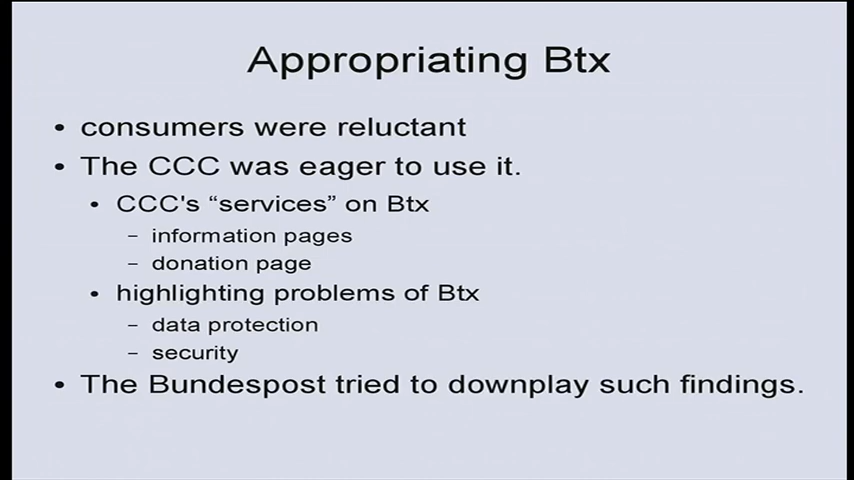 Appropriating Btx
• consumers were reluctant
• The CCC was eager to use it.
• CCC's “services” on Btx
– information pages
– donation page
• highlighting problems of Btx
– data protection
– security
• The Bundespost tried to downplay such findings.